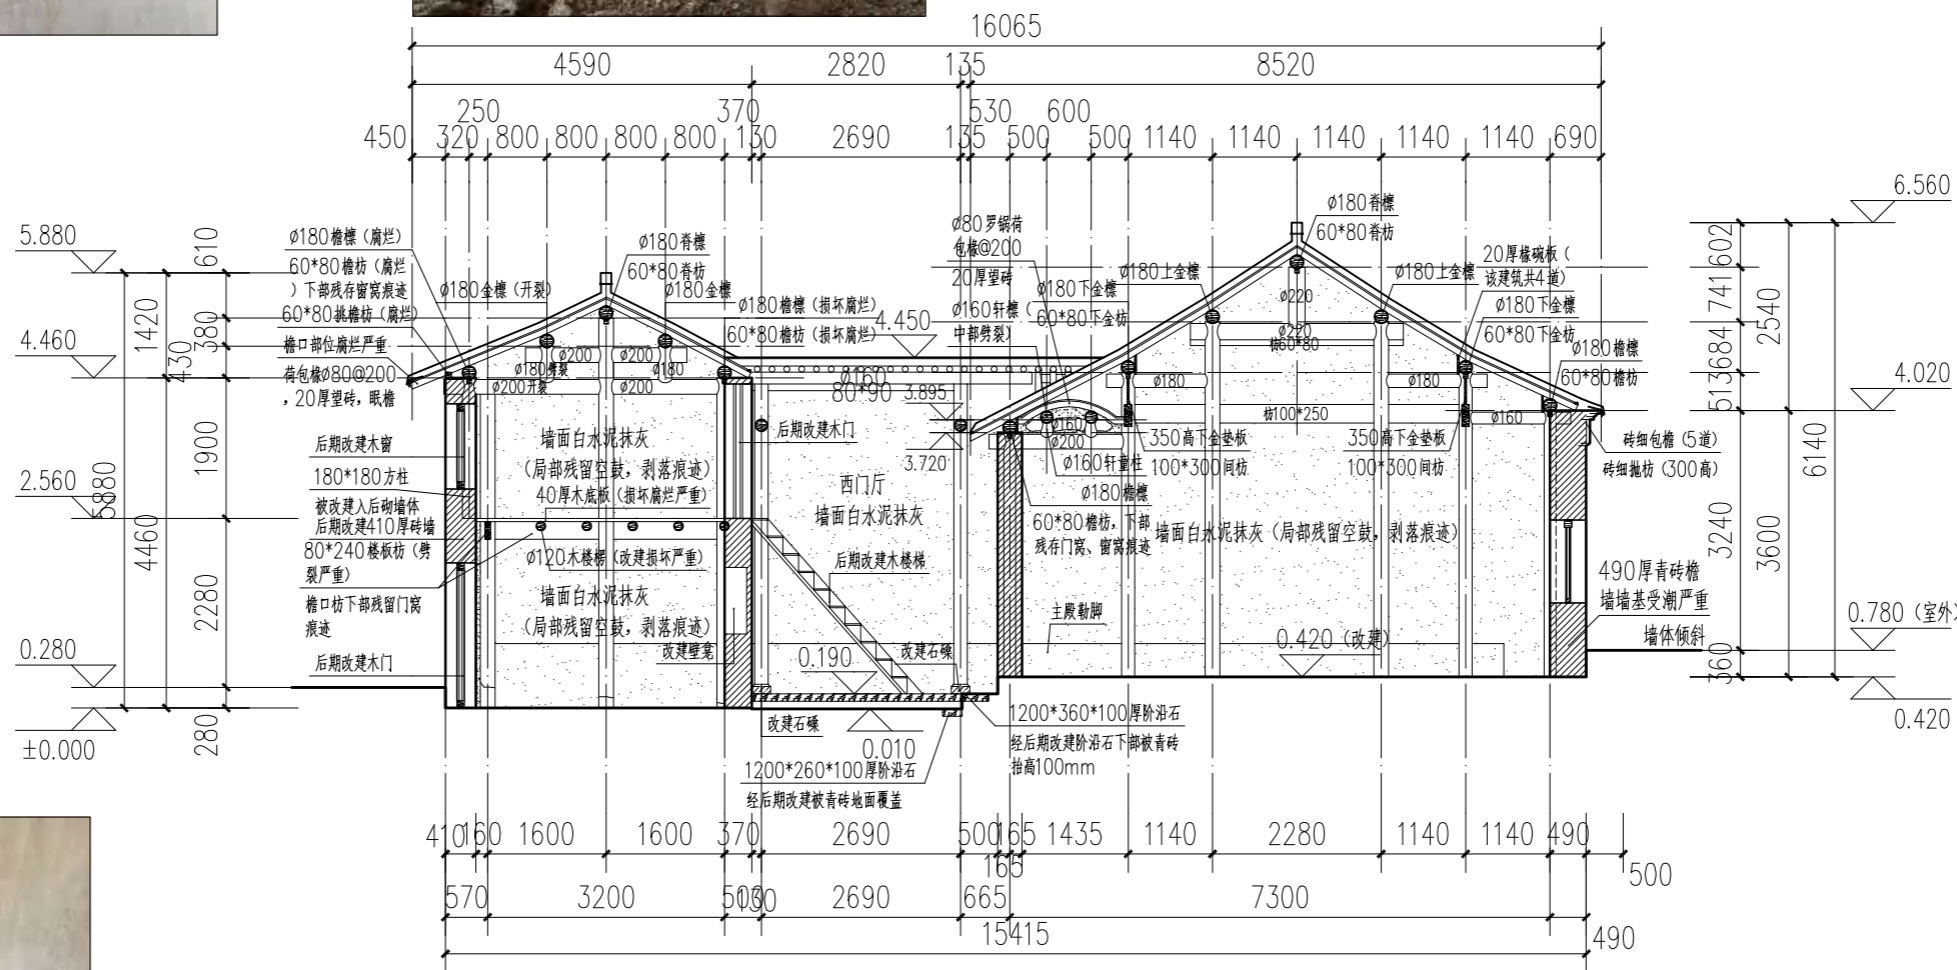 16065
4590 2820 135 8520
250 370 530 600
450 320 800 800 800 800 130 2690 135 500 500 1140 1140 1140 1140 1140 690
5.880
4.460
2.560
0.280
±0.000
610
1420
380
430
1900
5880
4460
2280
280
ø180檐檩（腐烂）
60*80檐枋（腐烂
）下部残存窗窝痕迹
60*80挑檐枋（腐烂）
檐口部位腐烂严重
荷包椽ø80@200
，20厚望砖，眠檐
ø180金檩（开裂）
ø180脊檩
60*80脊枋
ø180金檩
ø180檐檩（损坏腐烂）
60*80檐枋（损坏腐烂）
ø200 ø200
ø180劈裂 ø180
ø200开裂 ø200
后期改建木窗
180*180方柱
被改建入后砌墙体
后期改建410厚砖墙
80*240楼板枋（劈
裂严重）
檐口枋下部残留门窝
痕迹
后期改建木门
墙面白水泥抹灰
（局部残留空鼓，剥落痕迹）
40厚木底板（损坏腐烂严重）
ø120木楼楞（改建损坏严重）
墙面白水泥抹灰
（局部残留空鼓，剥落痕迹）
改建壁龛
4.450
ø160
80*90
3.895
3.720
后期改建木门
西门厅
墙面白水泥抹灰
后期改建木楼梯
0.190
改建石磉
改建石磉
0.010
1200*260*100厚阶沿石
经后期改建被青砖地面覆盖
1200*360*100厚阶沿石
经后期改建阶沿石下部被青砖
抬高100mm
ø80罗锅荷
包椽@200
20厚望砖
ø160轩檩（
中部劈裂）
ø180下金檩
60*80下金枋
ø180上金檩
ø180脊檩
60*80脊枋
ø180上金檩
20厚椽碗板（
该建筑共4道）
ø180下金檩
60*80下金枋
ø180檐檩
60*80檐枋
ø220
ø220
枋60*80
ø180 ø180
枋100*250
ø160
ø160
ø200
350高下金垫板
100*300间枋
350高下金垫板
100*300间枋
ø160轩童柱
ø180檐檩
60*80檐枋，下部
残存门窝、窗窝痕迹
墙面白水泥抹灰（局部残留空鼓，剥落痕迹）
主殿勒脚
0.420（改建）
砖细包檐（5道）
砖细抛枋（300高）
490厚青砖檐
墙墙基受潮严重
墙体倾斜
6.560
4.020
0.780（室外）
0.420
602
741
684
513
2540
3240
3600
6140
360
410 160 1600 1600 370 2690 500 165 1435 1140 2280 1140 1140 490
165 500
570 3200 500 130 2690 665 7300
15415 490